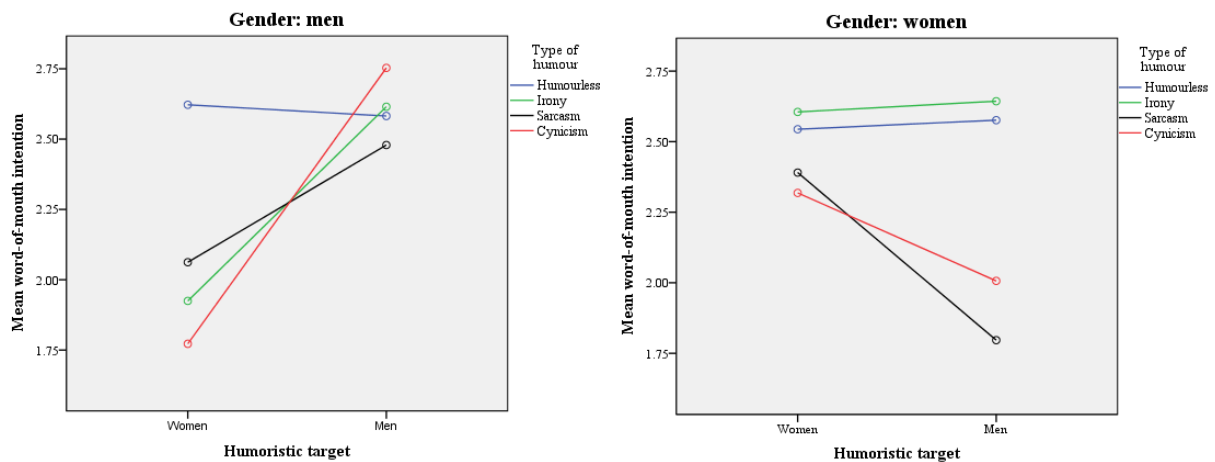 Gender: men
Type of
humour
Humourless
Irony
Sarcasm
Cynicism
Mean word-of-mouth intention
2.75
2.50
2.25
2.00
1.75
Women
Men
Humoristic target
Gender: women
Type of
humour
Humourless
Irony
Sarcasm
Cynicism
Mean word-of-mouth intention
2.75
2.50
2.25
2.00
1.75
Women
Men
Humoristic target